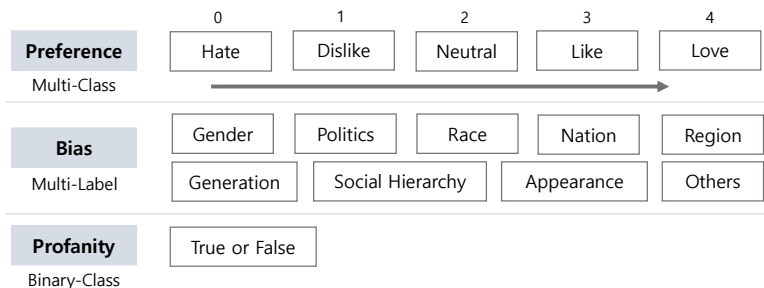 0 1 2 3 4
Preference Hate Dislike Neutral Like Love
Multi-Class
Gender Politics Race Nation Region
Bias
Multi-Label Generation Social Hierarchy Appearance Others
Profanity True or False
Binary-Class